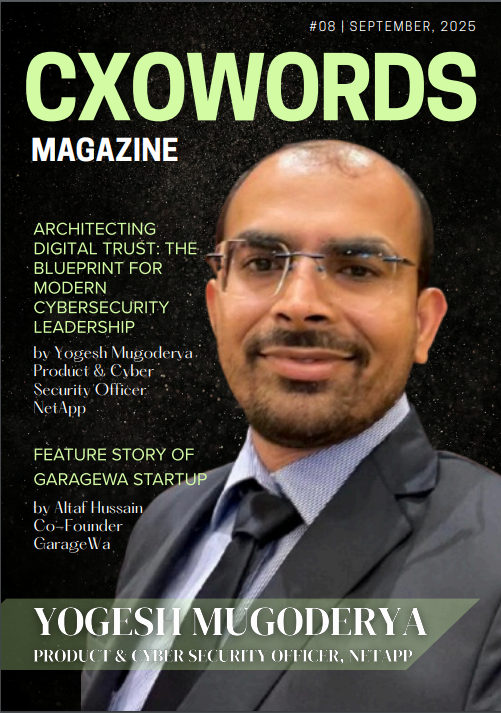 #08 | SEPTEMBER, 2025
CXOWORDS
MAGAZINE
ARCHITECTING
DIGITAL TRUST: THE
BLUEPRINT FOR
MODERN
CYBERSECURITY
LEADERSHIP
by Yogesh Mugoderya
Product & Cyber
Security Officer
NetApp
FEATURE STORY OF
GARAGEWA STARTUP
by Altaf Hussain
Co-Founder
GarageWa
YOGESH MUGODERYA
PRODUCT & CYBER SECURITY OFFICER, NETAPP